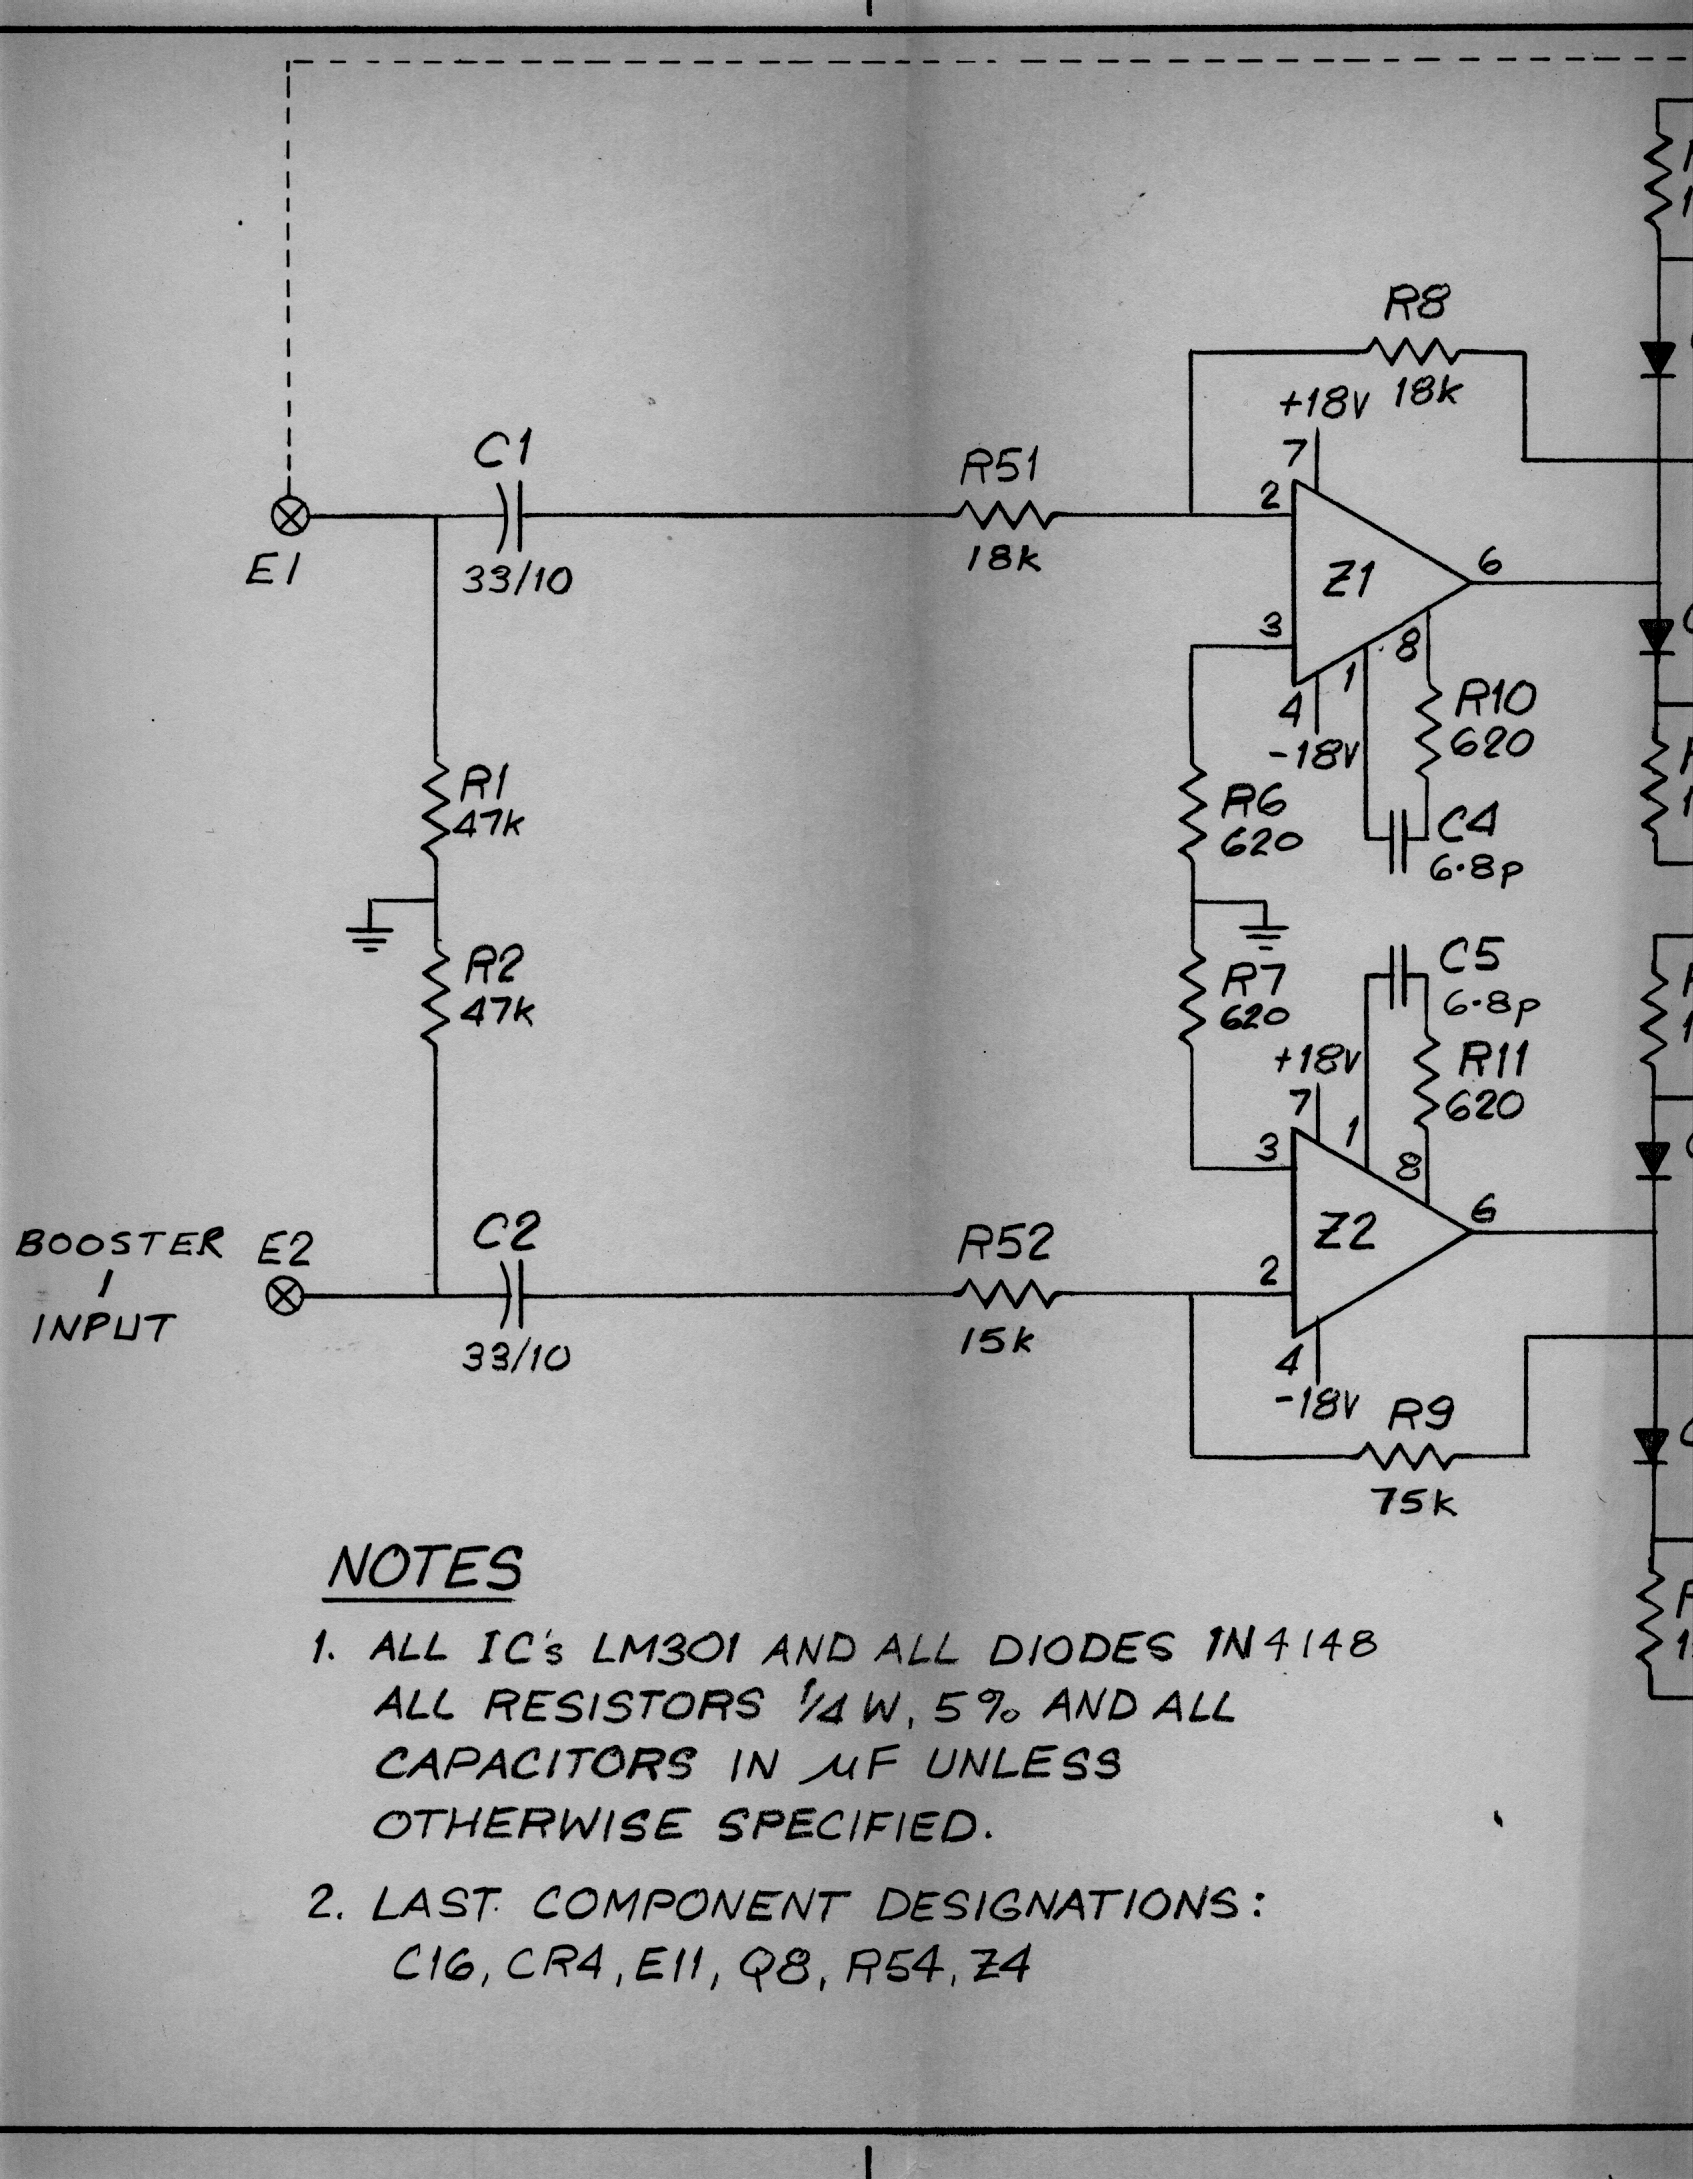 R8
+18V 18k
7
C1
R51
2
E1
33/10
18k
Z1
6
3
8
1
4
-18V
R10
620
R1
47k
R6
620
C4
6.8p
R2
47k
R7
620
C5
6.8p
+18V
7
R11
620
1
3
8
BOOSTER
1
INPUT
E2
C2
R52
Z2
6
2
33/10
15k
4
-18V
R9
75k
NOTES
1. ALL IC's LM301 AND ALL DIODES 1N4148
ALL RESISTORS 1/4 W, 5% AND ALL
CAPACITORS IN µF UNLESS
OTHERWISE SPECIFIED.
2. LAST COMPONENT DESIGNATIONS:
C16, CR4, E11, Q8, R54, Z4